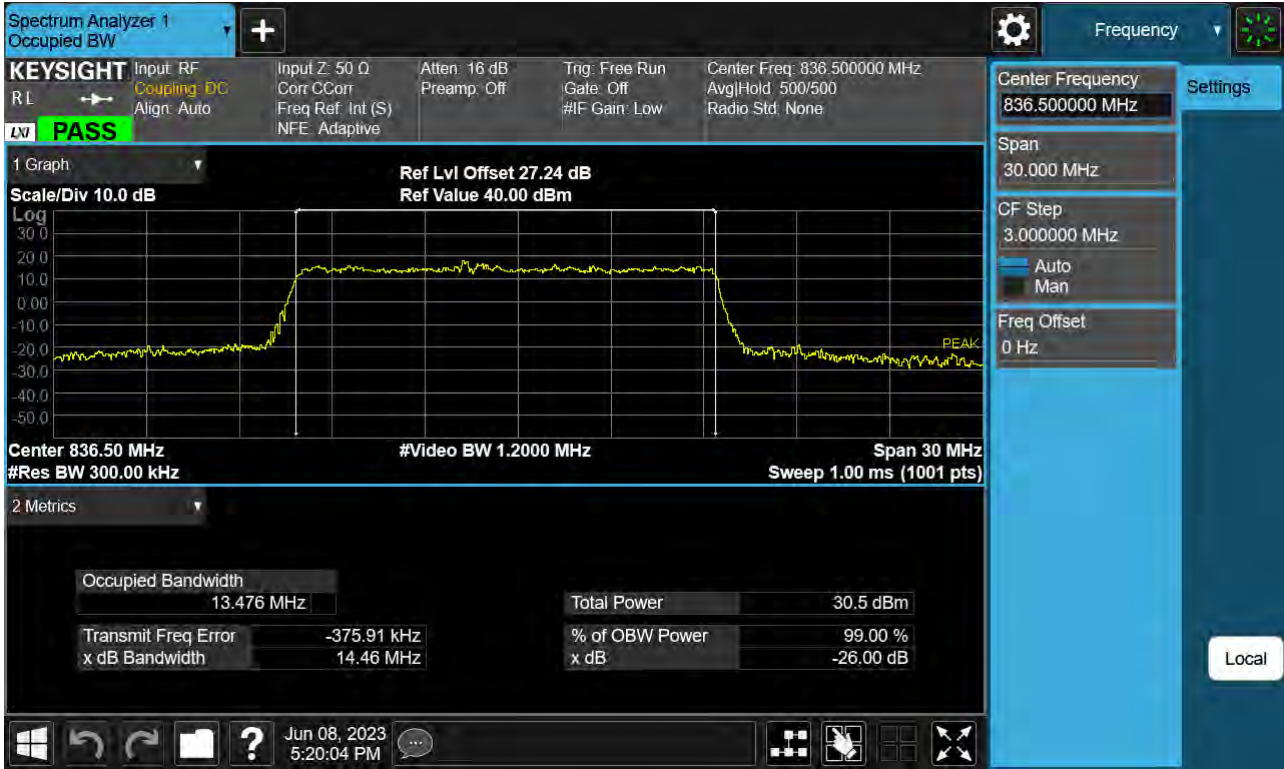 Spectrum Analyzer 1
Occupied BW
+
Frequency
KEYSIGHT
R L
LXI PASS
Input: RF
Coupling: DC
Align: Auto
Input Z: 50 Ω
Corr CCorr
Freq Ref: Int (S)
NFE: Adaptive
Atten: 16 dB
Preamp: Off
Trig: Free Run
Gate: Off
#IF Gain: Low
Center Freq: 836.500000 MHz
Avg|Hold: 500/500
Radio Std: None
Center Frequency
836.500000 MHz
Settings
Span
30.000 MHz
CF Step
3.000000 MHz
Auto
Man
Freq Offset
0 Hz
1 Graph
Scale/Div 10.0 dB
Ref Lvl Offset 27.24 dB
Ref Value 40.00 dBm
Log
30.0
20.0
10.0
0.00
-10.0
-20.0
-30.0
-40.0
-50.0
PEAK
Center 836.50 MHz
#Video BW 1.2000 MHz
Span 30 MHz
#Res BW 300.00 kHz
Sweep 1.00 ms (1001 pts)
2 Metrics
Occupied Bandwidth
13.476 MHz
Total Power 30.5 dBm
Transmit Freq Error -375.91 kHz
% of OBW Power 99.00 %
x dB Bandwidth 14.46 MHz
x dB -26.00 dB
Local
?
Jun 08, 2023
5:20:04 PM